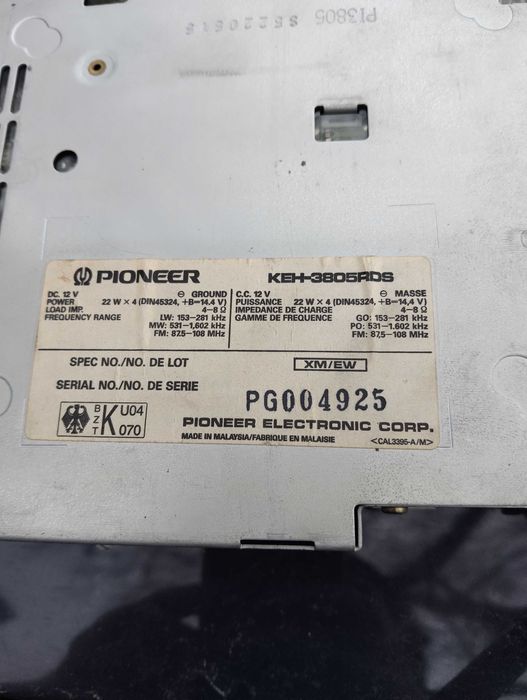 PI3805 S5220515
PIONEER KEH-3805RDS
DC. 12 V ⊖ GROUND
POWER 22 W × 4 (DIN45324, +B=14,4 V)
LOAD IMP. 4–8 Ω
FREQUENCY RANGE LW: 153–281 kHz
MW: 531–1,602 kHz
FM: 87.5–108 MHz
C.C. 12 V ⊖ MASSE
PUISSANCE 22 W × 4 (DIN45324, +B=14,4 V)
IMPEDANCE DE CHARGE 4–8 Ω
GAMME DE FREQUENCE GO: 153–281 kHz
PO: 531–1,602 kHz
FM: 87,5–108 MHz
SPEC NO./NO. DE LOT XM/EW
SERIAL NO./NO. DE SERIE PG004925
BZT K U04 070
PIONEER ELECTRONIC CORP.
MADE IN MALAYSIA/FABRIQUE EN MALAISIE <CAL3395-A/M>